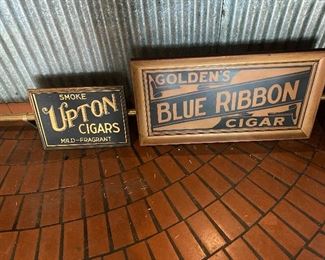 SMOKE
UPTON
CIGARS
MILD-FRAGRANT
GOLDEN'S
BLUE RIBBON
CIGAR